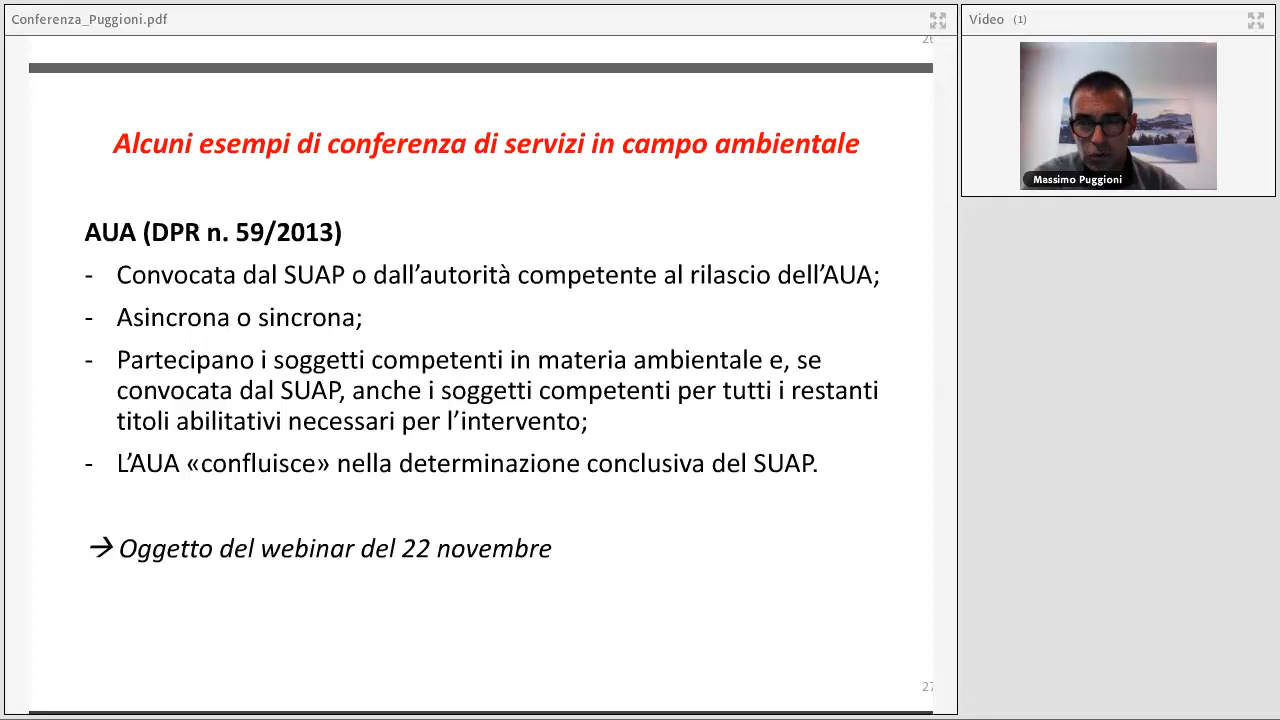 Conferenza_Puggioni.pdf
Video (1)
26
Alcuni esempi di conferenza di servizi in campo ambientale
AUA (DPR n. 59/2013)
- Convocata dal SUAP o dall’autorità competente al rilascio dell’AUA;
- Asincrona o sincrona;
- Partecipano i soggetti competenti in materia ambientale e, se
convocata dal SUAP, anche i soggetti competenti per tutti i restanti
titoli abilitativi necessari per l’intervento;
- L’AUA «confluisce» nella determinazione conclusiva del SUAP.
→ Oggetto del webinar del 22 novembre
27
Massimo Puggioni